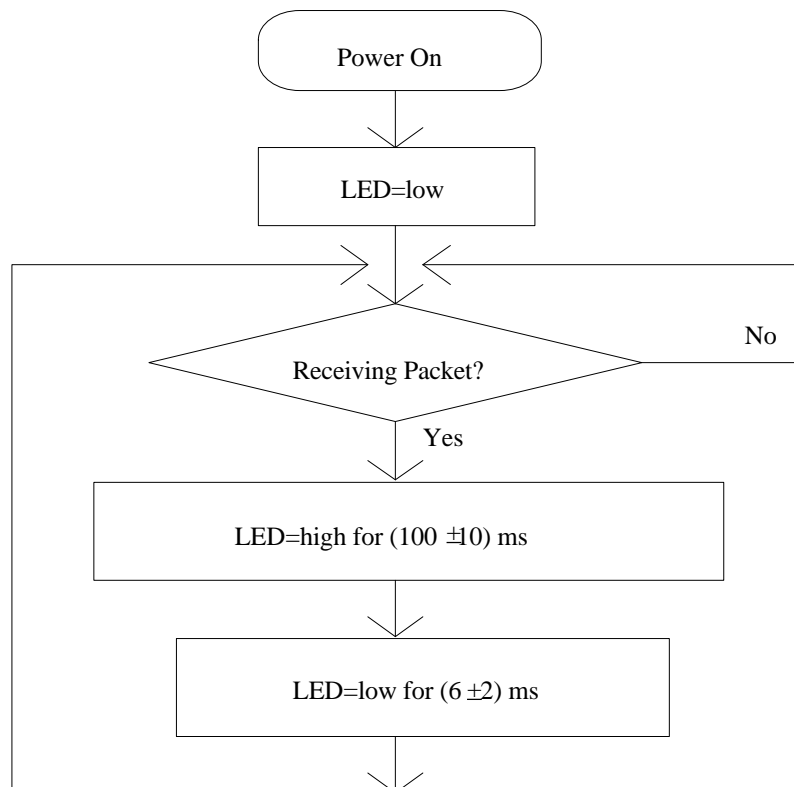 Power On
LED=low
No
Receiving Packet?
Yes
LED=high for (100 ±10) ms
LED=low for (6 ±2) ms